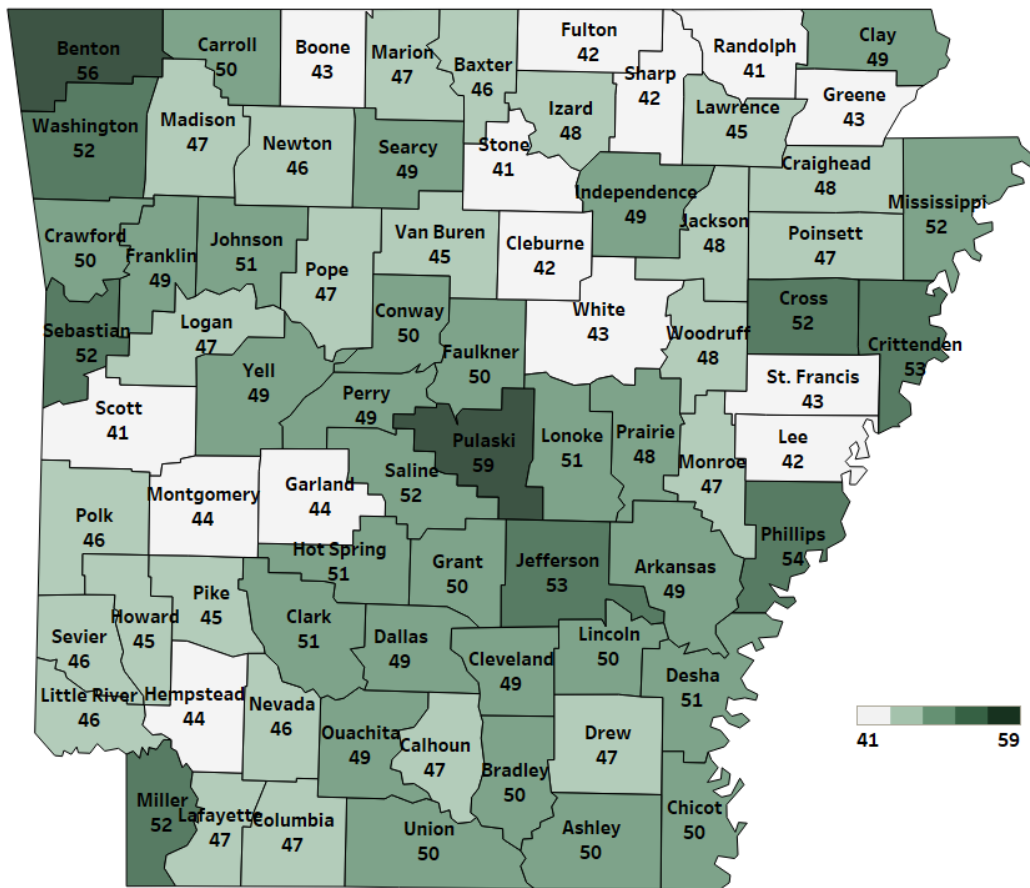 Benton
56
Carroll
50
Boone
43
Marion
47
Baxter
46
Fulton
42
Sharp
42
Randolph
41
Clay
49
Greene
43
Lawrence
45
Izard
48
Washington
52
Madison
47
Newton
46
Searcy
49
Stone
41
Independence
49
Jackson
48
Craighead
48
Mississippi
52
Poinsett
47
Crawford
50
Franklin
49
Johnson
51
Pope
47
Van Buren
45
Cleburne
42
White
43
Woodruff
48
Cross
52
Crittenden
53
Sebastian
52
Logan
47
Conway
50
Faulkner
50
St. Francis
43
Scott
41
Yell
49
Perry
49
Pulaski
59
Lonoke
51
Prairie
48
Monroe
47
Lee
42
Phillips
54
Polk
46
Montgomery
44
Garland
44
Saline
52
Hot Spring
51
Grant
50
Jefferson
53
Arkansas
49
Sevier
46
Howard
45
Pike
45
Clark
51
Dallas
49
Cleveland
49
Lincoln
50
Desha
51
Little River
46
Hempstead
44
Nevada
46
Ouachita
49
Calhoun
47
Bradley
50
Drew
47
Chicot
50
Miller
52
Lafayette
47
Columbia
47
Union
50
Ashley
50
41 59